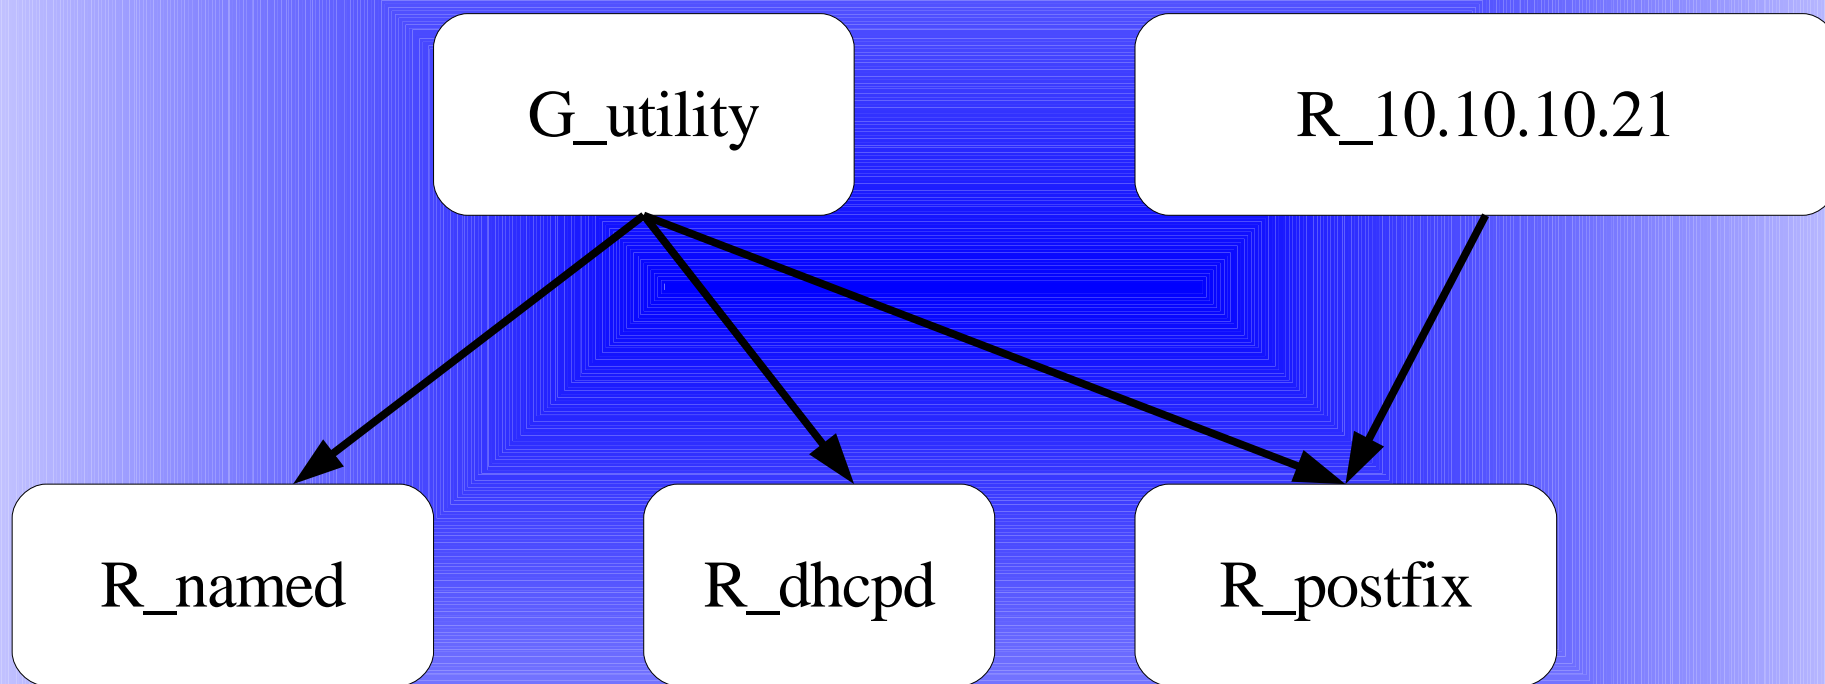 G_utility
R_10.10.10.21
R_named
R_dhcpd
R_postfix